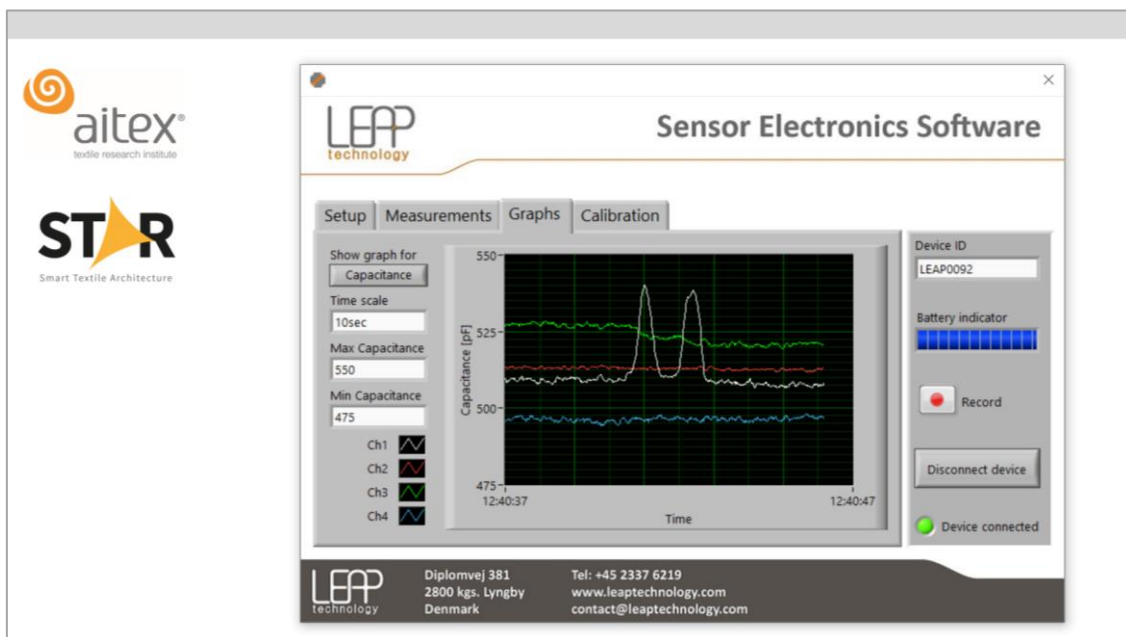 aitex®
textile research institute
STAR
Smart Textile Architecture
LEAP
technology
Sensor Electronics Software
Setup
Measurements
Graphs
Calibration
Show graph for
Capacitance
Time scale
10sec
Max Capacitance
550
Min Capacitance
475
Ch1
Ch2
Ch3
Ch4
550
525
500
475
Capacitance [pF]
12:40:37
12:40:47
Time
Device ID
LEAP0092
Battery indicator
Record
Disconnect device
Device connected
LEAP
technology
Diplomvej 381
2800 kgs. Lyngby
Denmark
Tel: +45 2337 6219
www.leaptechnology.com
contact@leaptechnology.com